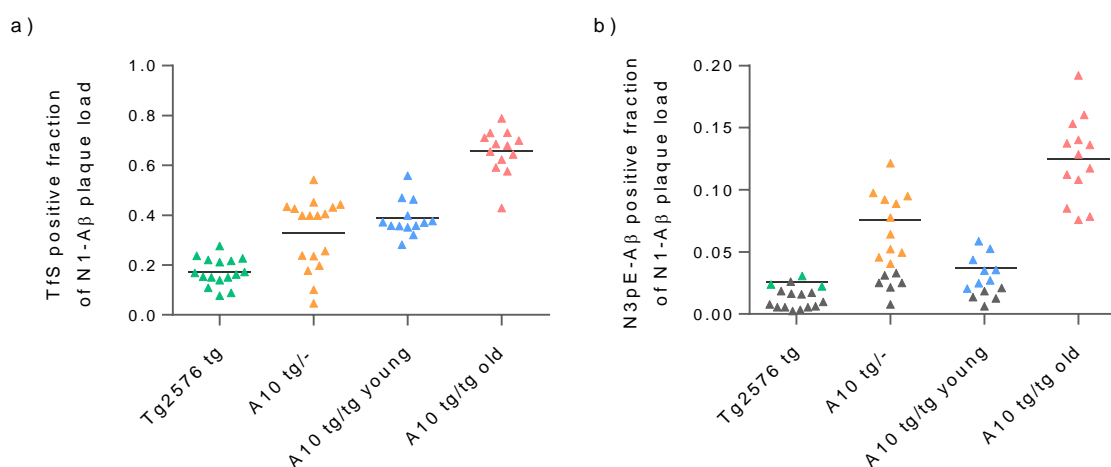 a)
TfS positive fraction
of N1-Aβ plaque load
1.0
0.8
0.6
0.4
0.2
0.0
Tg2576 tg
A10 tg/-
A10 tg/tg young
A10 tg/tg old
b)
N3pE-Aβ positive fraction
of N1-Aβ plaque load
0.20
0.15
0.10
0.05
0.00
Tg2576 tg
A10 tg/-
A10 tg/tg young
A10 tg/tg old